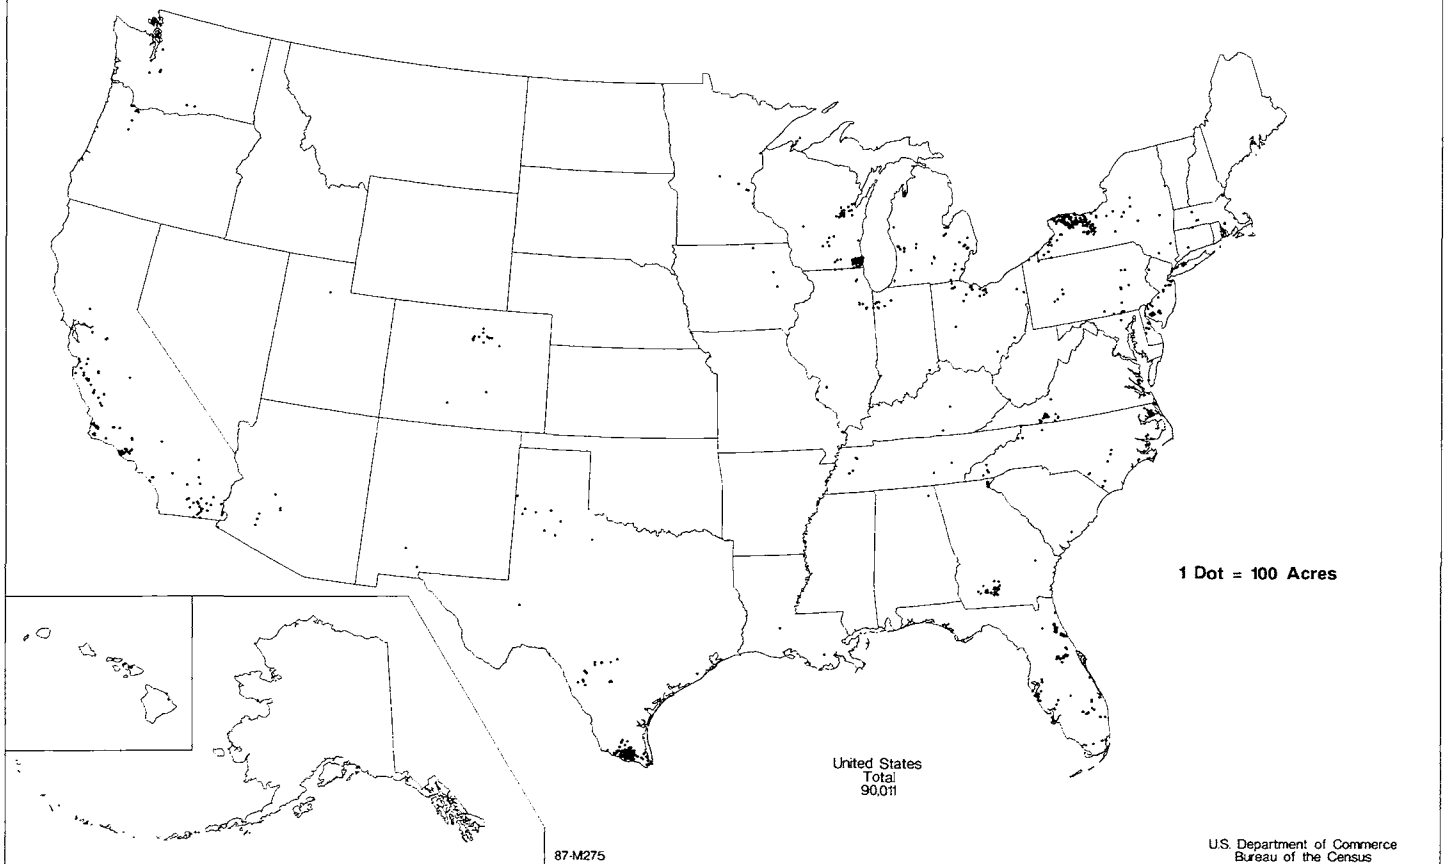 1 Dot = 100 Acres
United States
Total
90,011
87-M275
U.S. Department of Commerce
Bureau of the Census